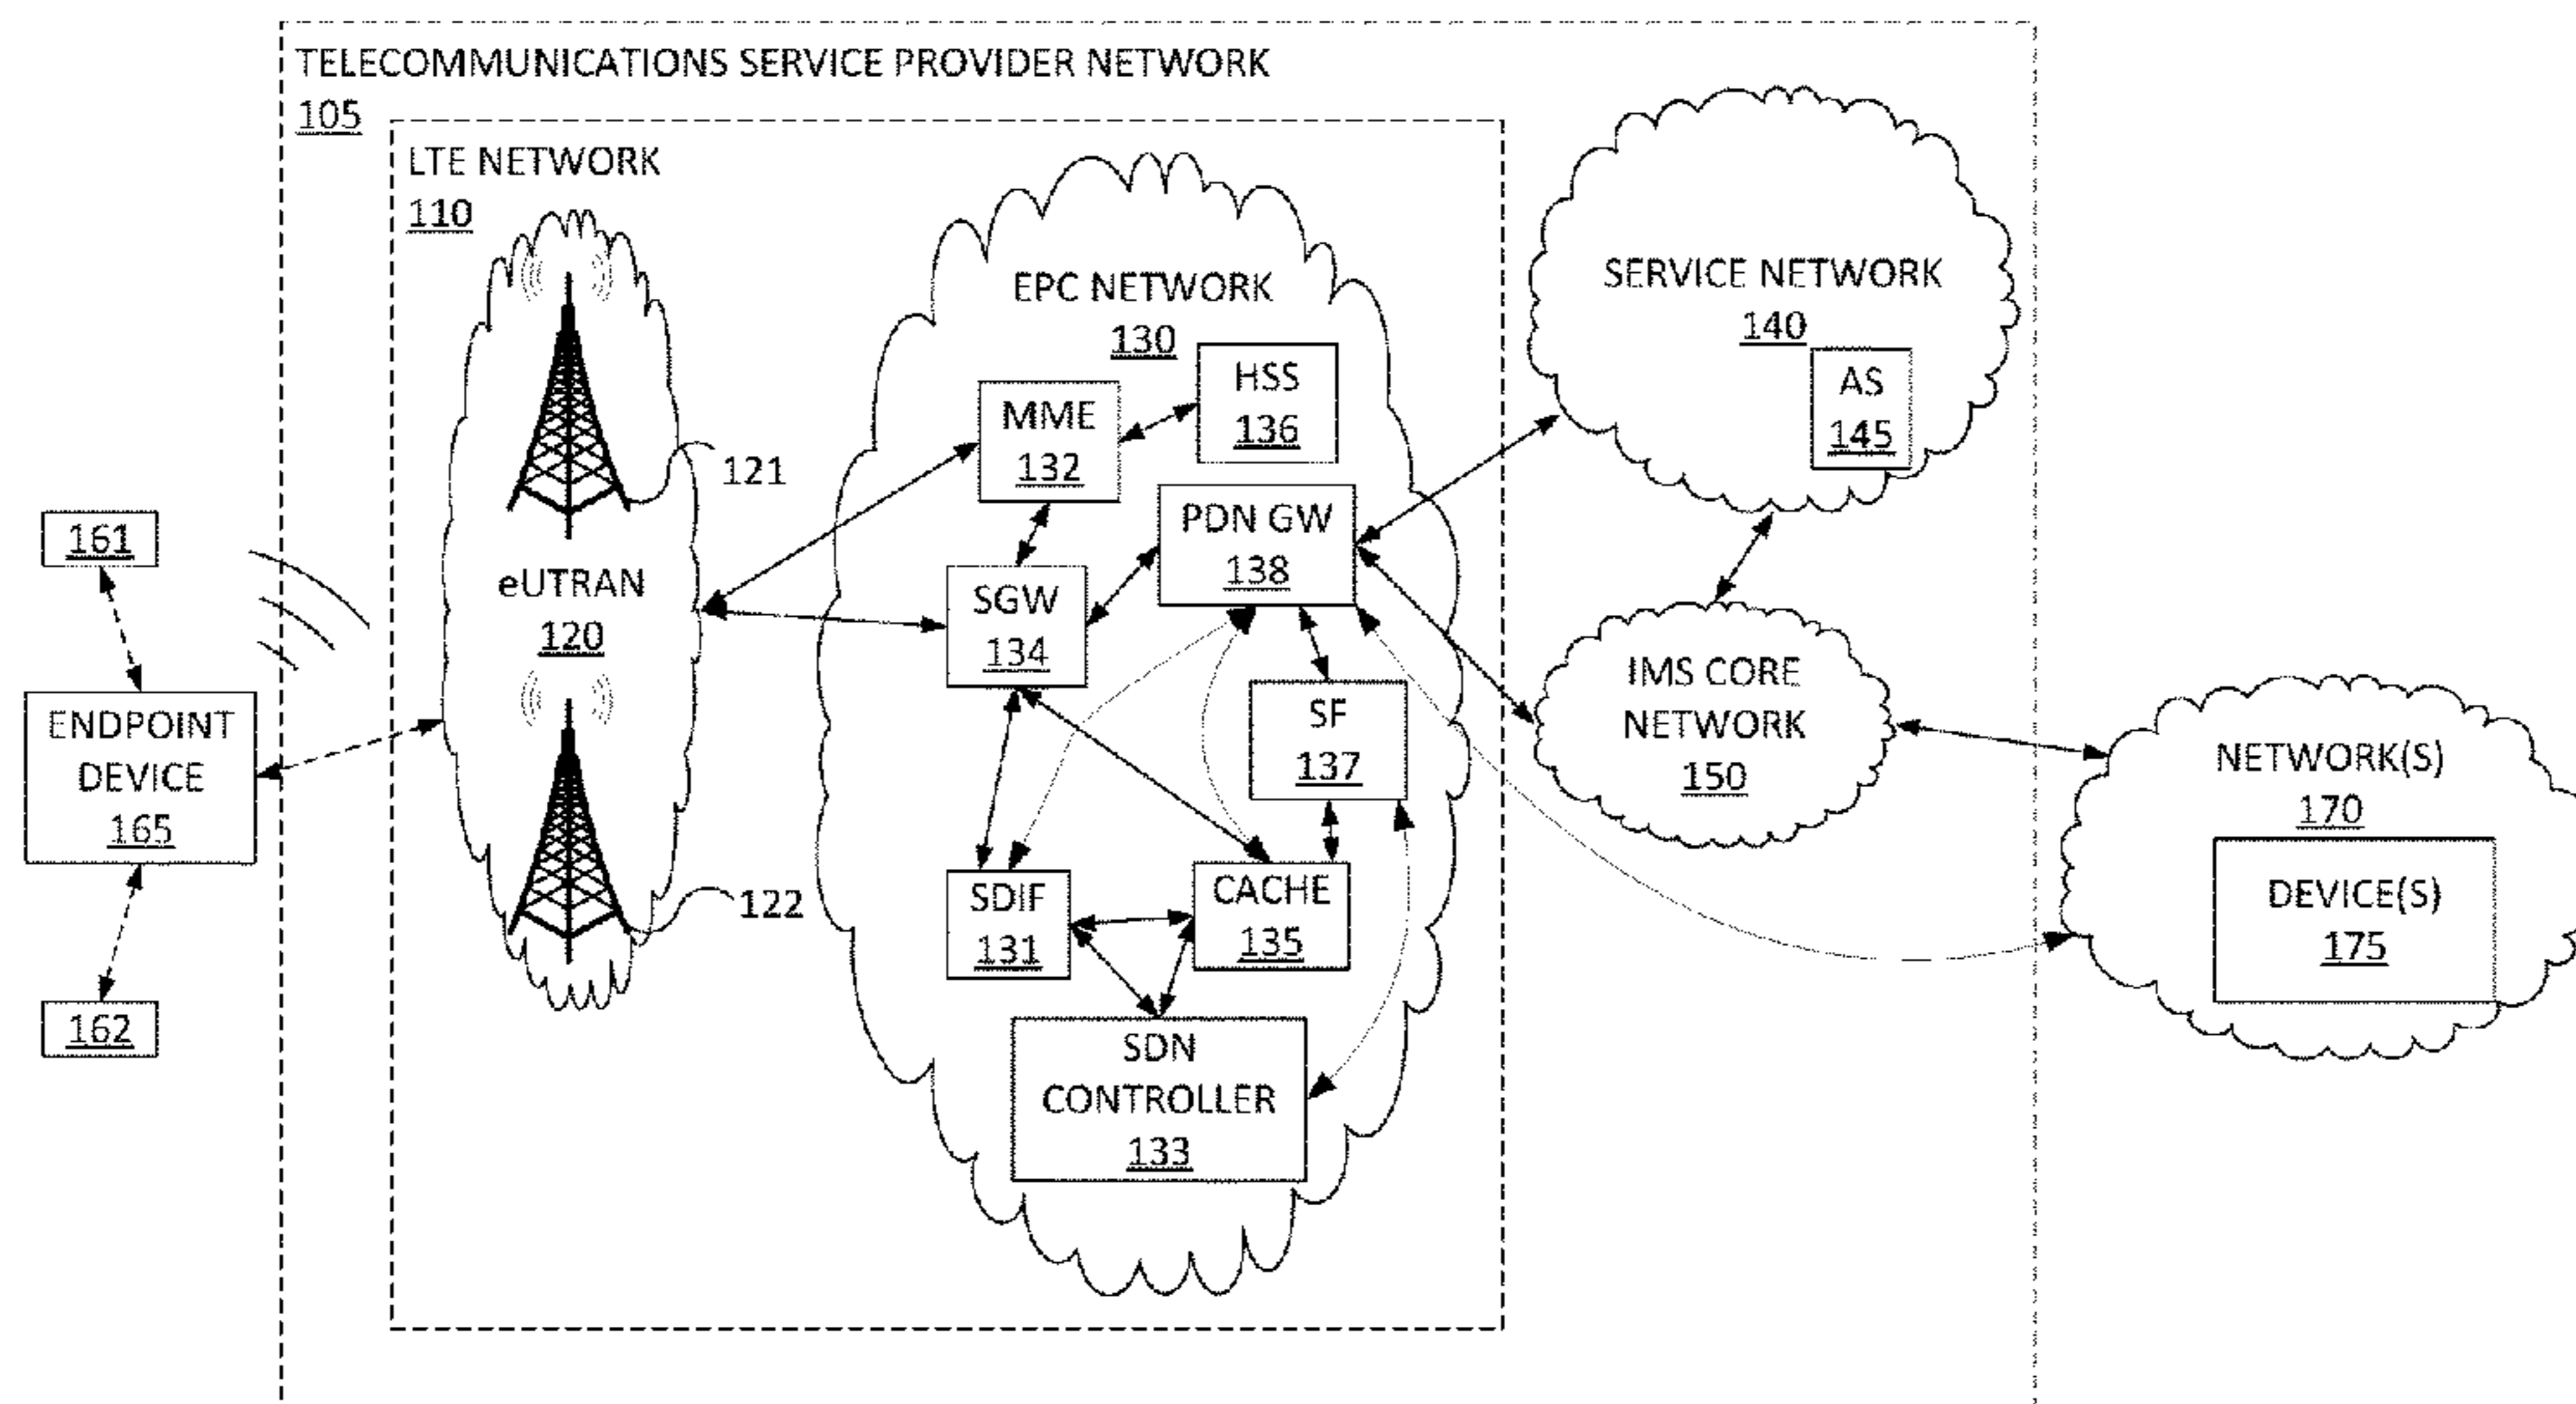 TELECOMMUNICATIONS SERVICE PROVIDER NETWORK
105
LTE NETWORK
110
EPC NETWORK
130
SERVICE NETWORK
140
AS
145
HSS
136
MME
132
121
PDN GW
138
161
eUTRAN
120
SGW
134
IMS CORE
NETWORK
150
SF
137
ENDPOINT
DEVICE
165
NETWORK(S)
170
DEVICE(S)
175
122
SDIF
131
CACHE
135
162
SDN
CONTROLLER
133